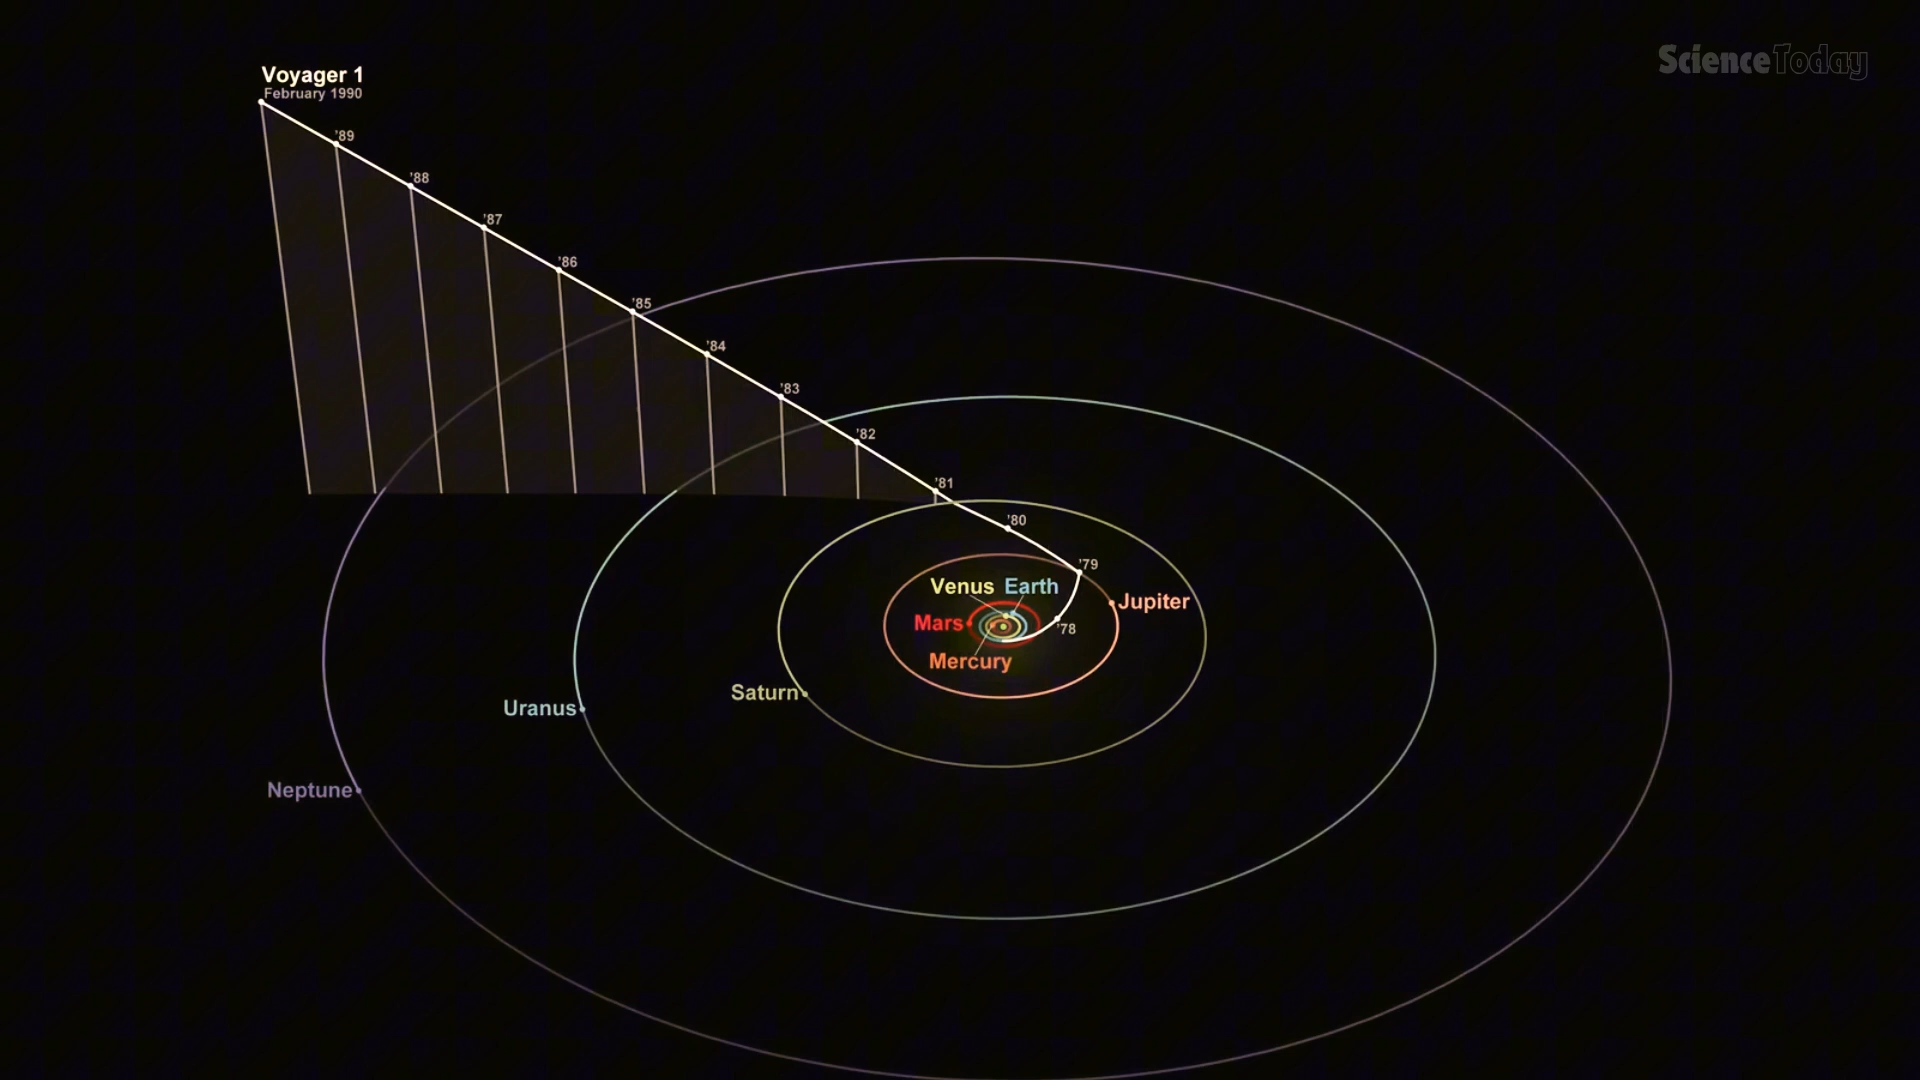 ScienceToday
Voyager 1
February 1990
'89
'88
'87
'86
'85
'84
'83
'82
'81
'80
'79
Venus Earth
Jupiter
Mars
'78
Mercury
Saturn
Uranus
Neptune